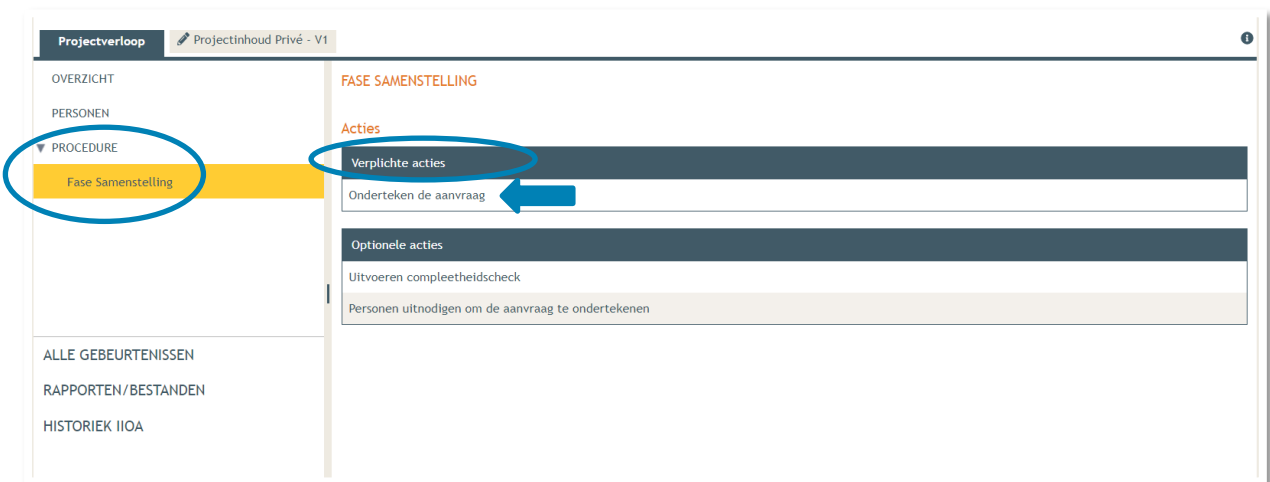 Projectverloop
Projectinhoud Privé - V1
OVERZICHT
PERSONEN
PROCEDURE
Fase Samenstelling
ALLE GEBEURTENISSEN
RAPPORTEN/BESTANDEN
HISTORIEK IIOA
FASE SAMENSTELLING
Acties
Verplichte acties
Onderteken de aanvraag
Optionele acties
Uitvoeren compleetheidscheck
Personen uitnodigen om de aanvraag te ondertekenen